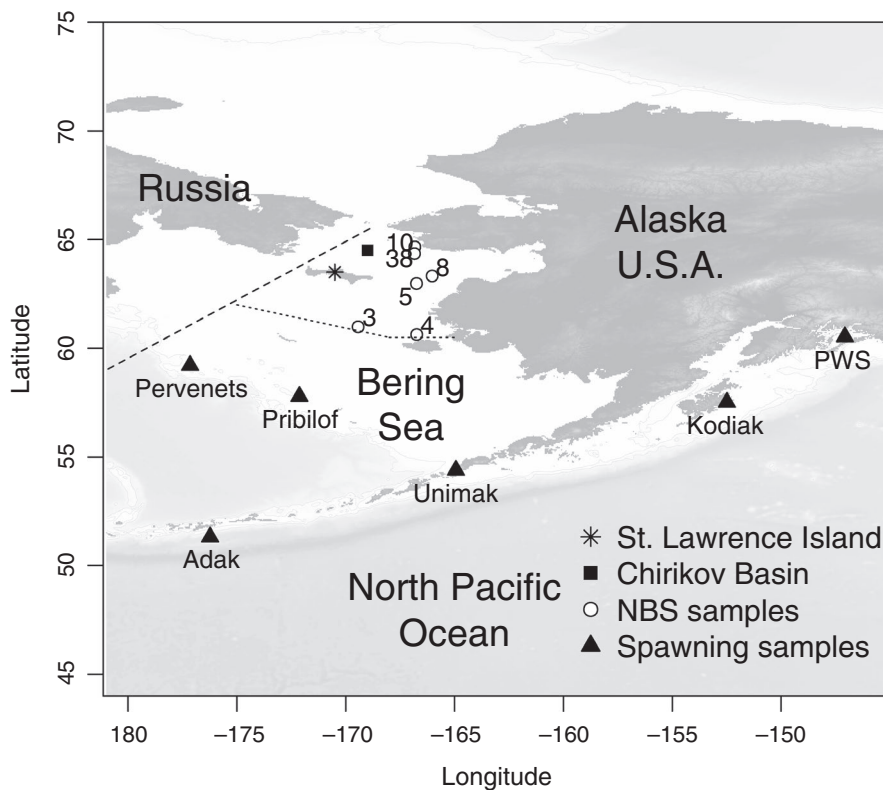 75
70
65
60
55
50
45
Latitude
Russia
Alaska
U.S.A.
10
38
8
5
3
4
Pervenets
Pribilof
Bering
Sea
PWS
Kodiak
Unimak
Adak
North Pacific
Ocean
St. Lawrence Island
Chirikov Basin
NBS samples
Spawning samples
180
−175
−170
−165
−160
−155
−150
Longitude